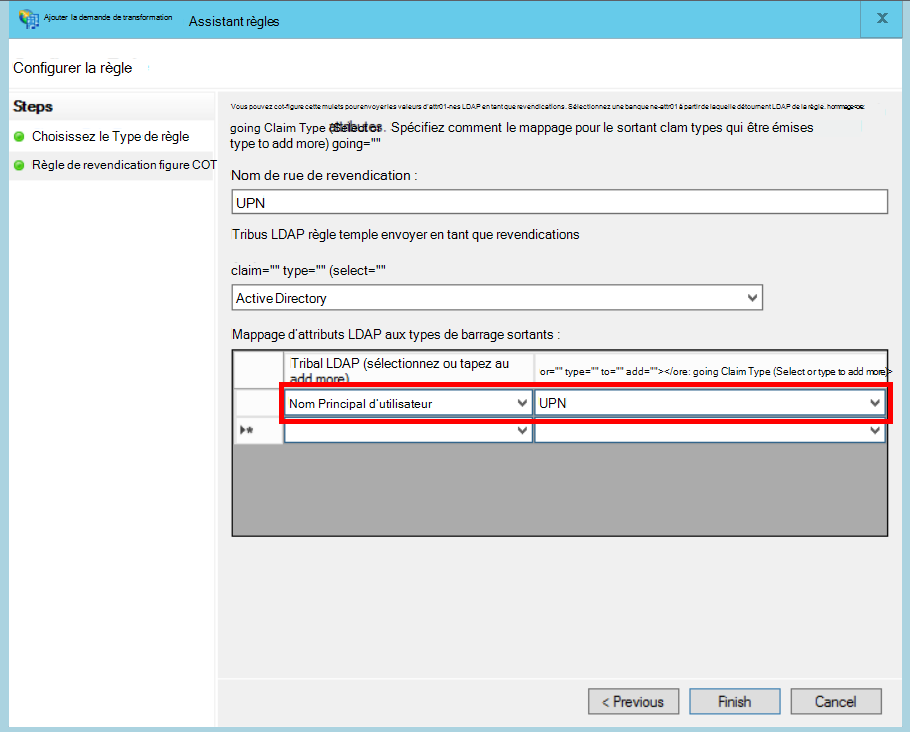 Ajouter la demande de transformation Assistant règles
X
Configurer la règle
Steps
Choisissez le Type de règle
Règle de revendication figure COT
Vous pouvez cot-figure cette mulets pour envoyer les valeurs d'attr01-nes LDAP en tant que revendications. Sélectionnez une banque ne-attr01 à partir de laquelle détournent LDAP de la règle. hommage-roe:
going Claim Type Spécifiez comment le mappage pour le sortant clam types qui être émises
type to add more) going=""
Nom de rue de revendication :
UPN
Tribus LDAP règle temple envoyer en tant que revendications
claim="" type="" (select=""
Active Directory
Mappage d'attributs LDAP aux types de barrage sortants :
Tribal LDAP (sélectionnez ou tapez au
add more)
or="" type="" to="" add=""></ore: going Claim Type (Select or type to add more)>
Nom Principal d'utilisateur
UPN
< Previous
Finish
Cancel